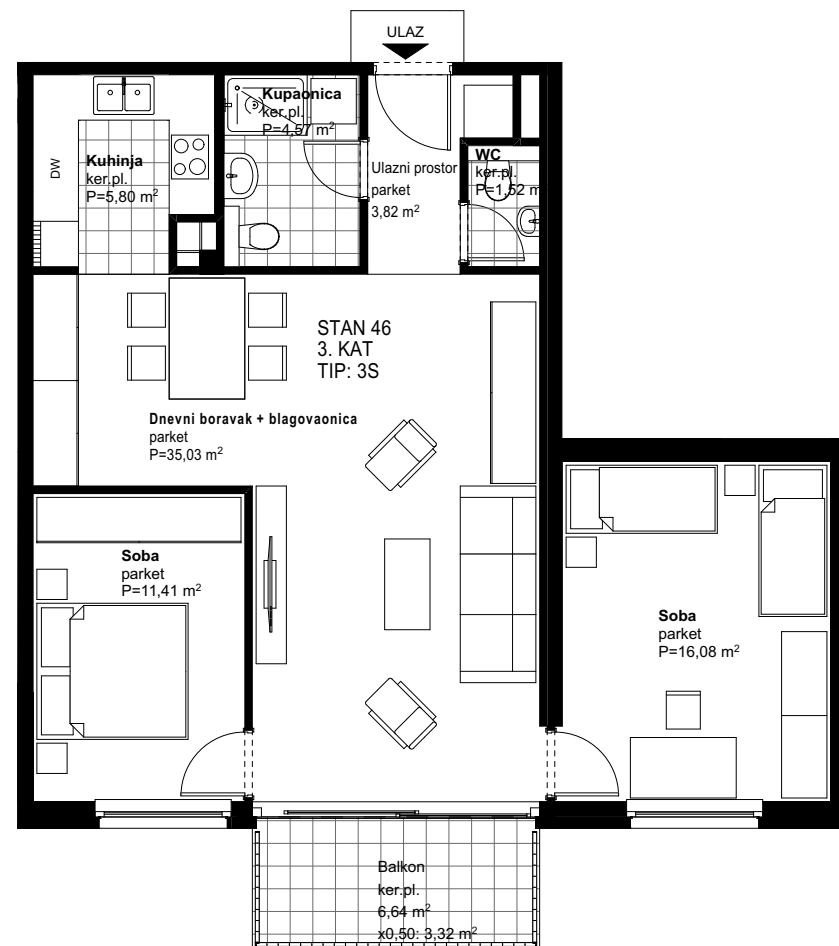 ULAZ
Kupaonica
ker.pl.
P=4,57 m²
DW
Kuhinja
ker.pl.
P=5,80 m²
Ulazni prostor
parket
3,82 m²
WC
ker.pl.
P=1,52 m
STAN 46
3. KAT
TIP: 3S
Dnevni boravak + blagovaonica
parket
P=35,03 m²
Soba
parket
P=11,41 m²
Soba
parket
P=16,08 m²
Balkon
ker.pl.
6,64 m²
x0,50: 3,32 m²